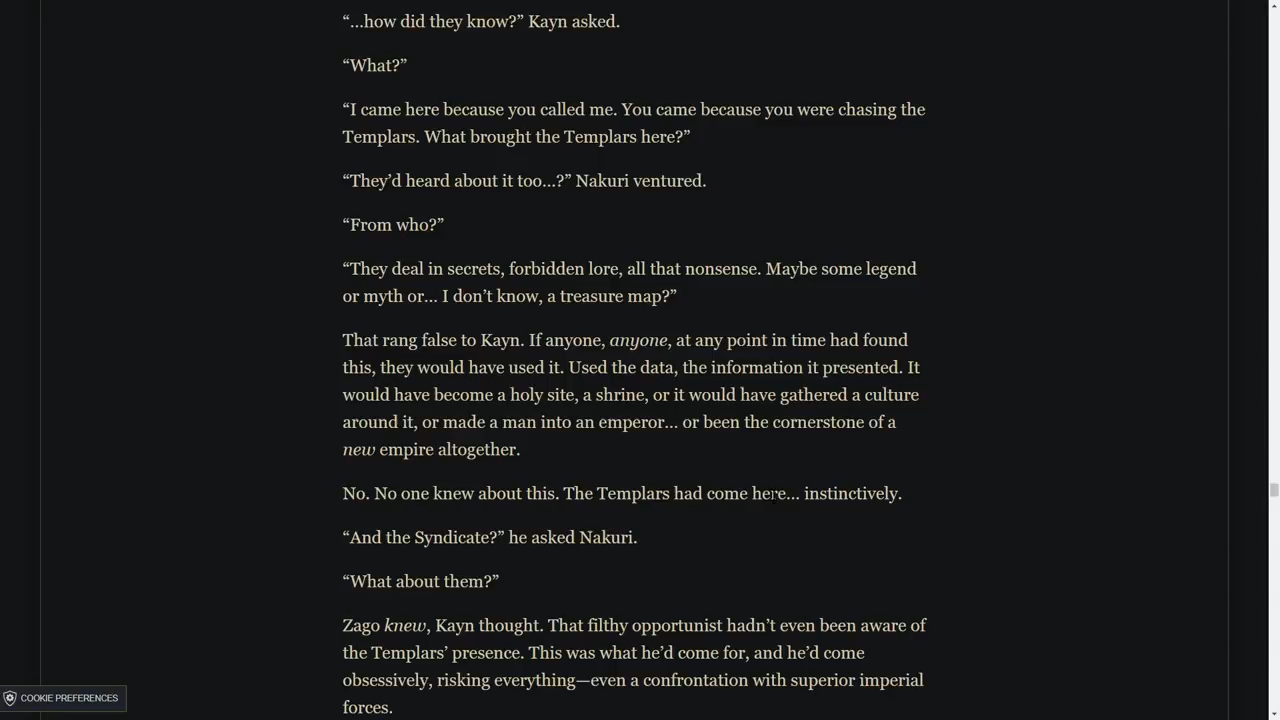 “…how did they know?” Kayn asked.
“What?”
“I came here because you called me. You came because you were chasing the
Templars. What brought the Templars here?”
“They’d heard about it too…?” Nakuri ventured.
“From who?”
“They deal in secrets, forbidden lore, all that nonsense. Maybe some legend
or myth or… I don’t know, a treasure map?”
That rang false to Kayn. If anyone, anyone, at any point in time had found
this, they would have used it. Used the data, the information it presented. It
would have become a holy site, a shrine, or it would have gathered a culture
around it, or made a man into an emperor… or been the cornerstone of a
new empire altogether.
No. No one knew about this. The Templars had come here… instinctively.
“And the Syndicate?” he asked Nakuri.
“What about them?”
Zago knew, Kayn thought. That filthy opportunist hadn’t even been aware of
the Templars’ presence. This was what he’d come for, and he’d come
obsessively, risking everything—even a confrontation with superior imperial
forces.
COOKIE PREFERENCES